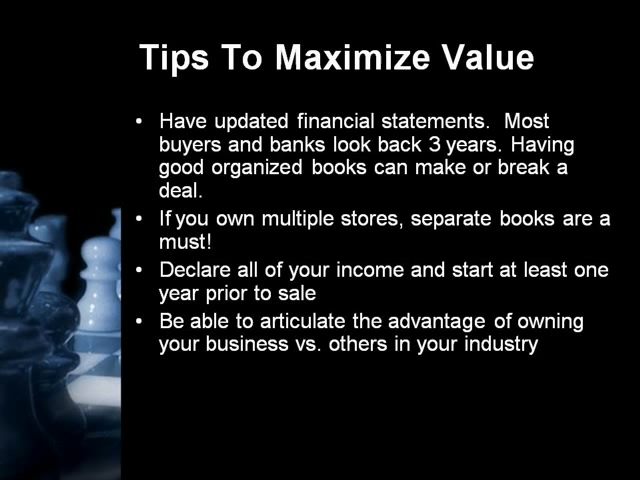 Tips To Maximize Value
• Have updated financial statements.  Most
buyers and banks look back 3 years. Having
good organized books can make or break a
deal.
• If you own multiple stores, separate books are a
must!
• Declare all of your income and start at least one
year prior to sale
• Be able to articulate the advantage of owning
your business vs. others in your industry